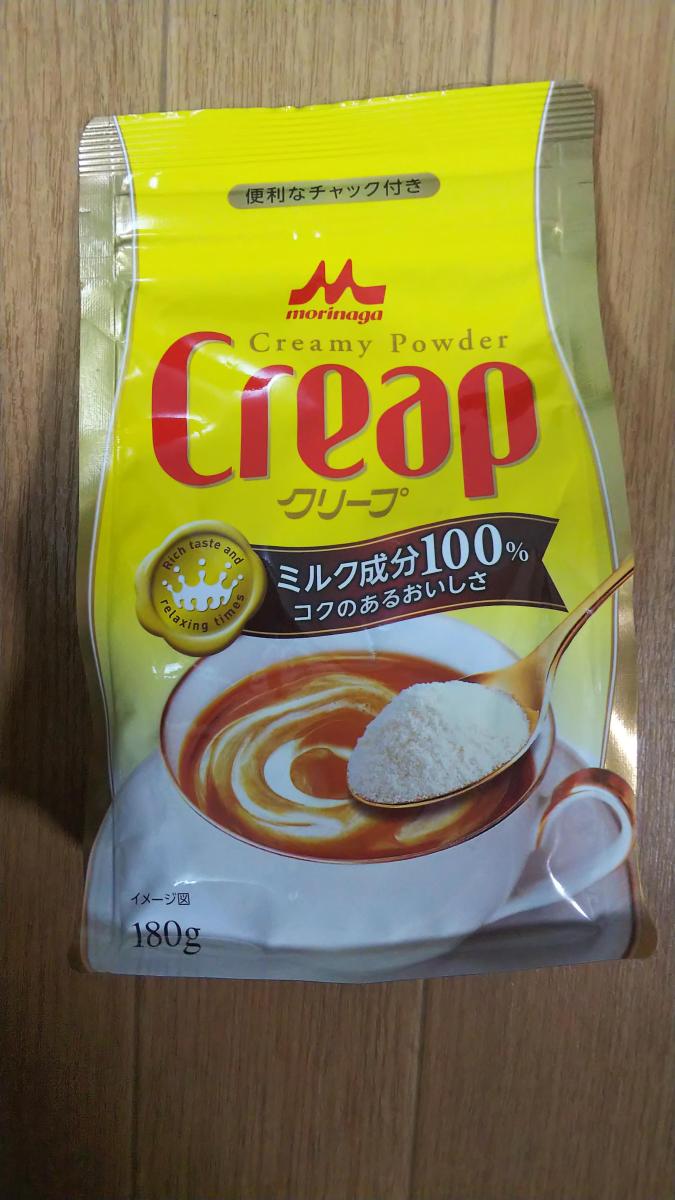 便利なチャック付き
morinaga
Creamy Powder
Creap
クリープ
Rich taste and
relaxing times
ミルク成分100%
コクのあるおいしさ
イメージ図
180g